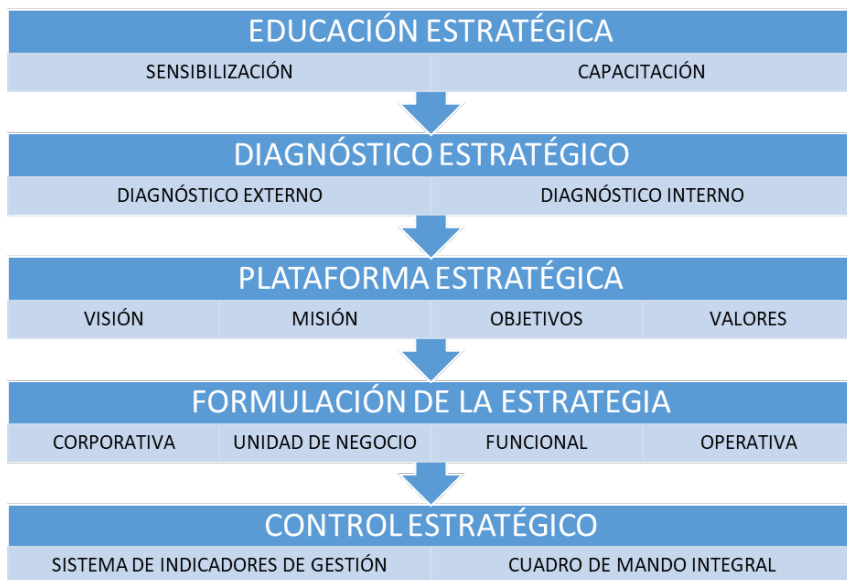 EDUCACIÓN ESTRATÉGICA
SENSIBILIZACIÓN CAPACITACIÓN
DIAGNÓSTICO ESTRATÉGICO
DIAGNÓSTICO EXTERNO DIAGNÓSTICO INTERNO
PLATAFORMA ESTRATÉGICA
VISIÓN MISIÓN OBJETIVOS VALORES
FORMULACIÓN DE LA ESTRATEGIA
CORPORATIVA UNIDAD DE NEGOCIO FUNCIONAL OPERATIVA
CONTROL ESTRATÉGICO
SISTEMA DE INDICADORES DE GESTIÓN CUADRO DE MANDO INTEGRAL